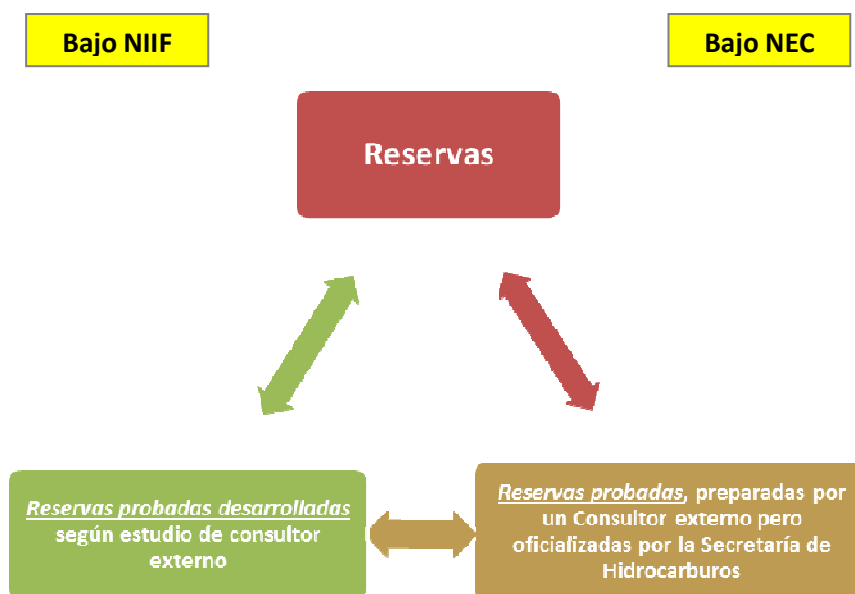 Bajo NIIF
Bajo NEC
Reservas
Reservas probadas desarrolladas
según estudio de consultor
externo
Reservas probadas, preparadas por
un Consultor externo pero
oficializadas por la Secretaría de
Hidrocarburos